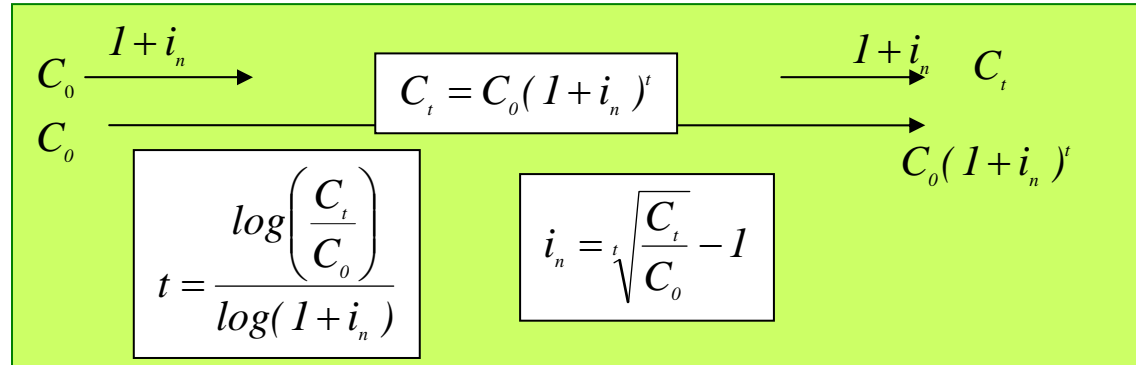 C₀ 1+iₙ 1+iₙ Cₜ
Cₜ = C₀(1+iₙ)ᵗ
C₀ C₀(1+iₙ)ᵗ
t = log(Cₜ/C₀) / log(1+iₙ)
iₙ = ᵗ√(Cₜ/C₀) − 1